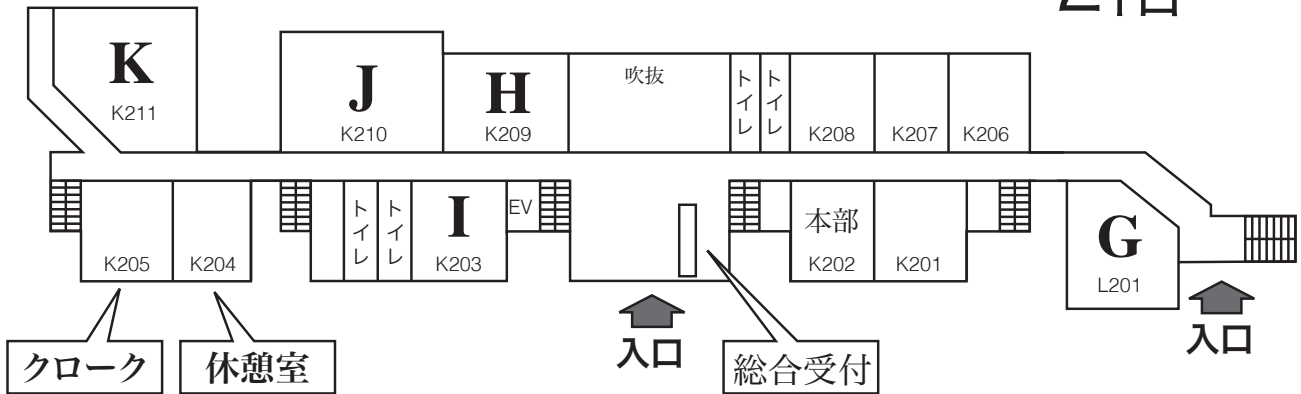 2階
K
K211
J
K210
H
K209
吹抜
トイレ
トイレ
K208
K207
K206
K205
K204
トイレ
トイレ
I
K203
EV
本部
K202
K201
G
L201
クローク
休憩室
入口
総合受付
入口